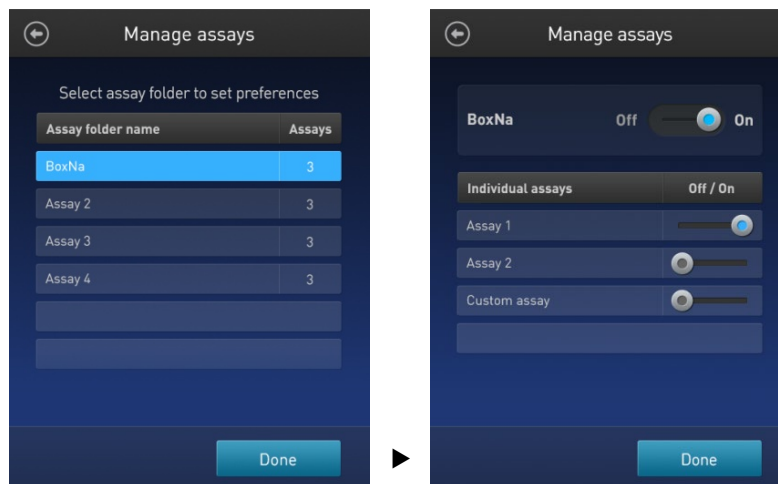 Manage assays
Select assay folder to set preferences
Assay folder name Assays
BoxNa 3
Assay 2 3
Assay 3 3
Assay 4 3
Done
Manage assays
BoxNa Off On
Individual assays Off / On
Assay 1
Assay 2
Custom assay
Done